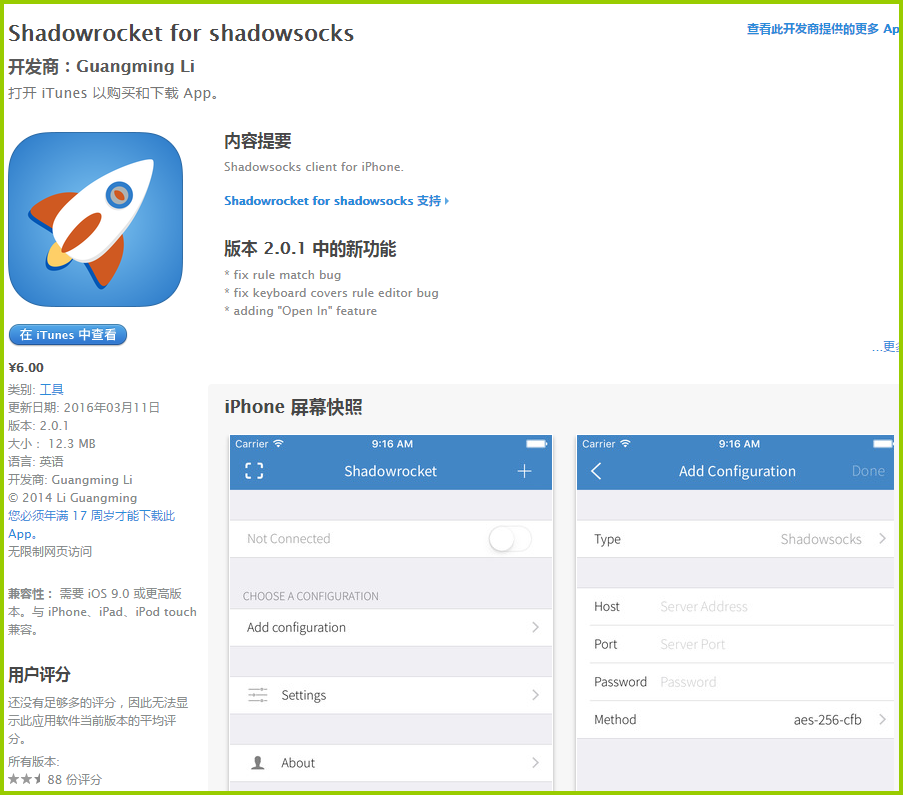 Shadowrocket for shadowsocks
查看此开发商提供的更多 Ap
开发商：Guangming Li
打开 iTunes 以购买和下载 App。
内容提要
Shadowsocks client for iPhone.
Shadowrocket for shadowsocks 支持
版本 2.0.1 中的新功能
* fix rule match bug
* fix keyboard covers rule editor bug
* adding "Open In" feature
...更多
在 iTunes 中查看
¥6.00
类别: 工具
更新日期: 2016年03月11日
版本: 2.0.1
大小： 12.3 MB
语言: 英语
开发商: Guangming Li
© 2014 Li Guangming
您必须年满 17 周岁才能下载此
App。
无限制网页访问
兼容性： 需要 iOS 9.0 或更高版
本。与 iPhone、iPad、iPod touch
兼容。
用户评分
还没有足够多的评分，因此无法显
示此应用软件当前版本的平均评
分。
所有版本:
88 份评分
iPhone 屏幕快照
Carrier 9:16 AM
Shadowrocket
Not Connected
CHOOSE A CONFIGURATION
Add configuration
Settings
About
Carrier 9:16 AM
Add Configuration Done
Type Shadowsocks
Host Server Address
Port Server Port
Password Password
Method aes-256-cfb